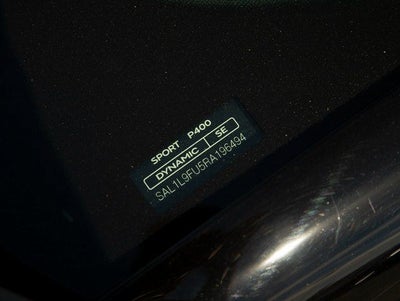 SPORT P400
DYNAMIC SE
SAL1L9FU5RA196494